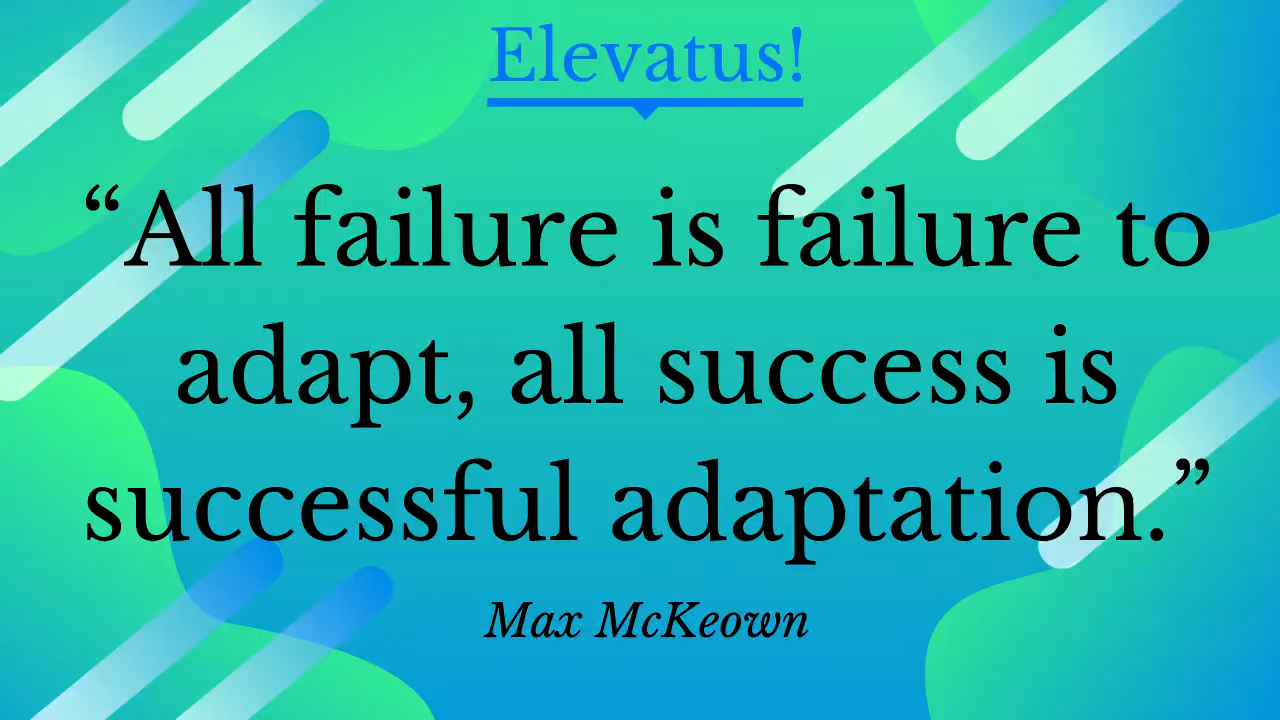 Elevatus!
“All failure is failure to
adapt, all success is
successful adaptation.”
Max McKeown